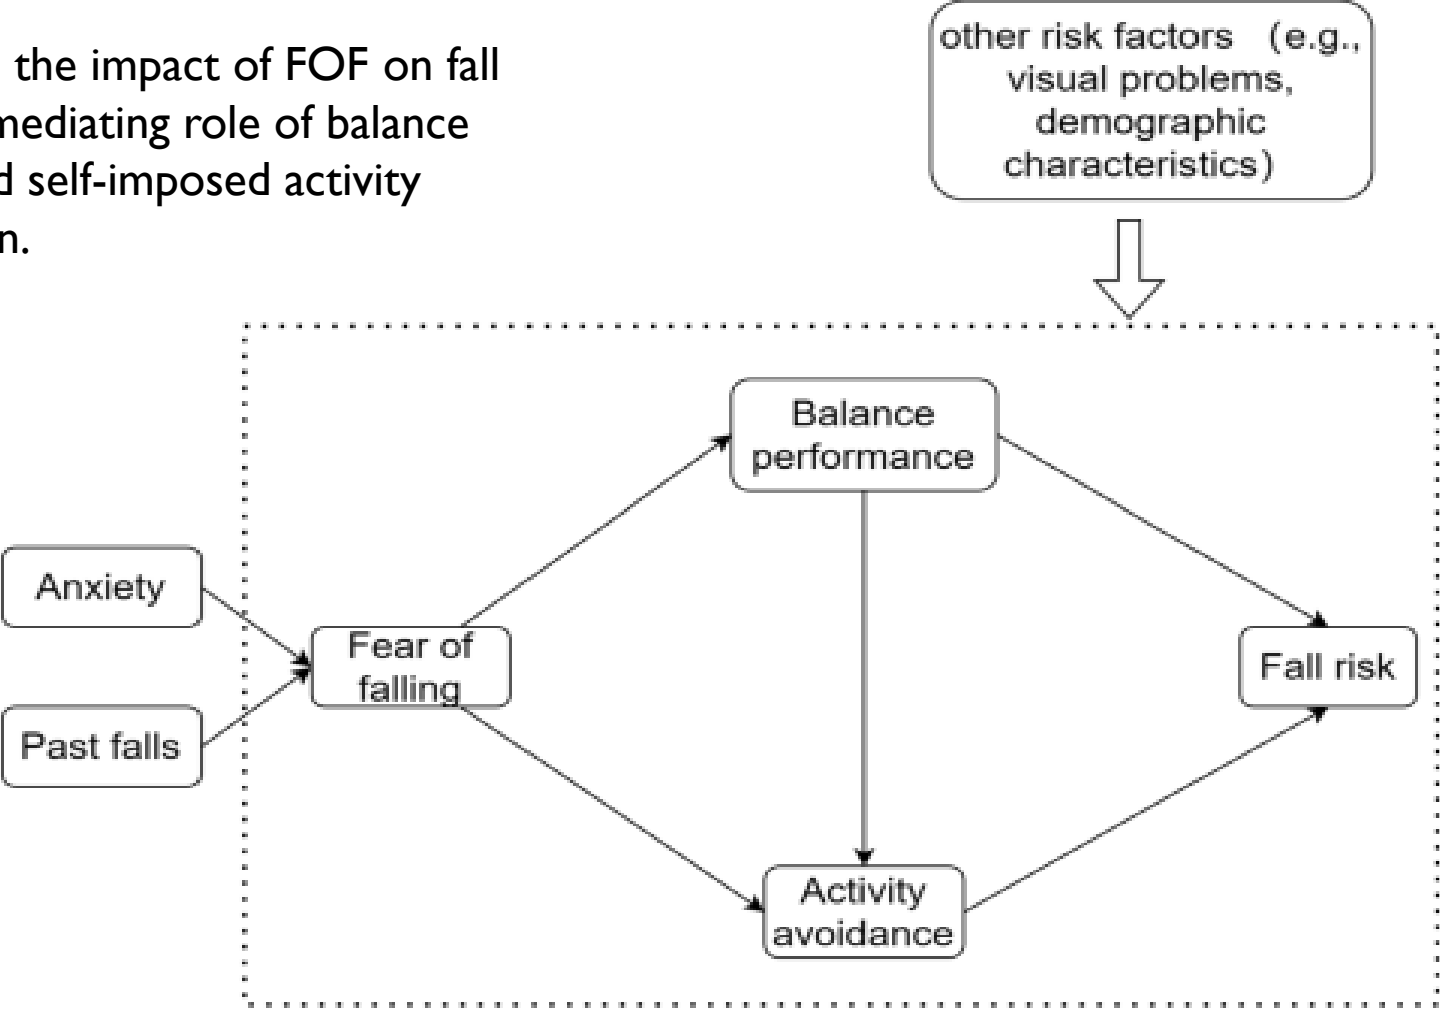 the impact of FOF on fall
mediating role of balance
self-imposed activity
other risk factors (e.g.,
visual problems,
demographic
characteristics)
Balance
performance
Anxiety
Fear of
falling
Fall risk
Past falls
Activity
avoidance